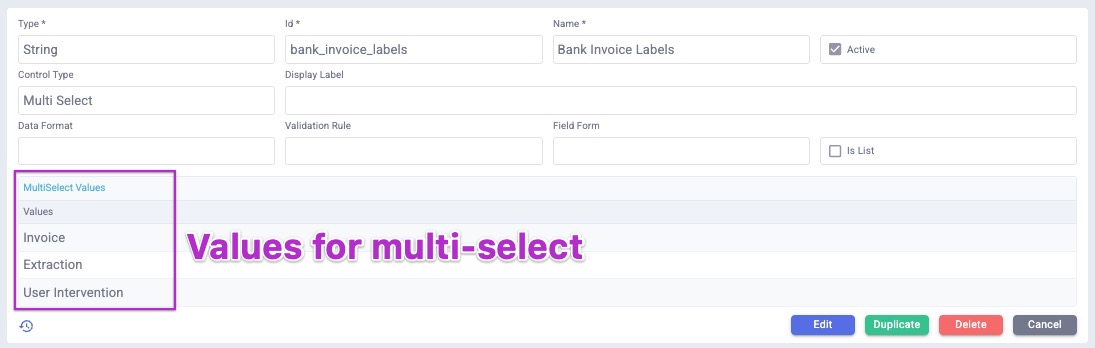 Type *
Id *
Name *
String
bank_invoice_labels
Bank Invoice Labels
Active
Control Type
Display Label
Multi Select
Data Format
Validation Rule
Field Form
Is List
MultiSelect Values
Values
Invoice
Extraction
User Intervention
Values for multi-select
Edit
Duplicate
Delete
Cancel